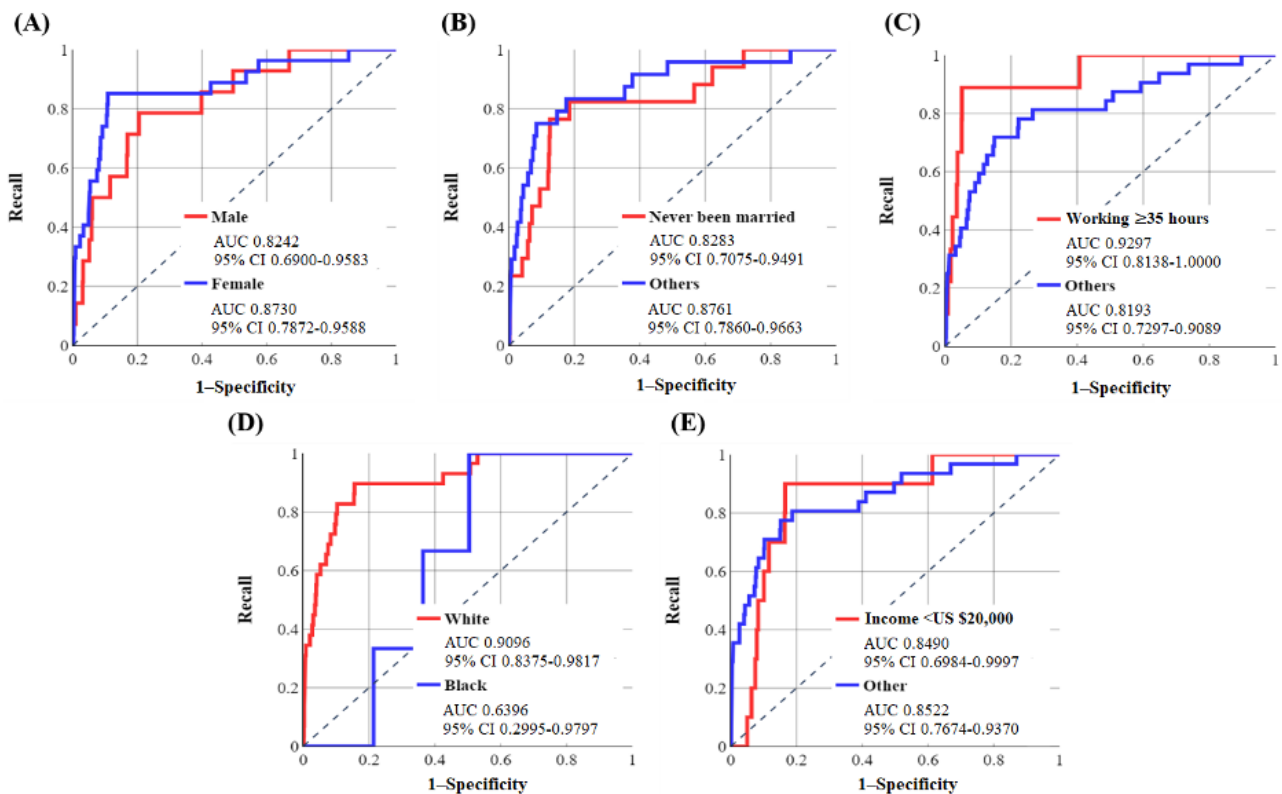 (A)
Recall
1
0.8
0.6
0.4
0.2
0
0 0.2 0.4 0.6 0.8 1
1–Specificity
Male
AUC 0.8242
95% CI 0.6900-0.9583
Female
AUC 0.8730
95% CI 0.7872-0.9588
(B)
Recall
1
0.8
0.6
0.4
0.2
0
0 0.2 0.4 0.6 0.8 1
1–Specificity
Never been married
AUC 0.8283
95% CI 0.7075-0.9491
Others
AUC 0.8761
95% CI 0.7860-0.9663
(C)
Recall
1
0.8
0.6
0.4
0.2
0
0 0.2 0.4 0.6 0.8 1
1–Specificity
Working ≥35 hours
AUC 0.9297
95% CI 0.8138-1.0000
Others
AUC 0.8193
95% CI 0.7297-0.9089
(D)
Recall
1
0.8
0.6
0.4
0.2
0
0 0.2 0.4 0.6 0.8 1
1–Specificity
White
AUC 0.9096
95% CI 0.8375-0.9817
Black
AUC 0.6396
95% CI 0.2995-0.9797
(E)
Recall
1
0.8
0.6
0.4
0.2
0
0 0.2 0.4 0.6 0.8 1
1–Specificity
Income <US $20,000
AUC 0.8490
95% CI 0.6984-0.9997
Other
AUC 0.8522
95% CI 0.7674-0.9370